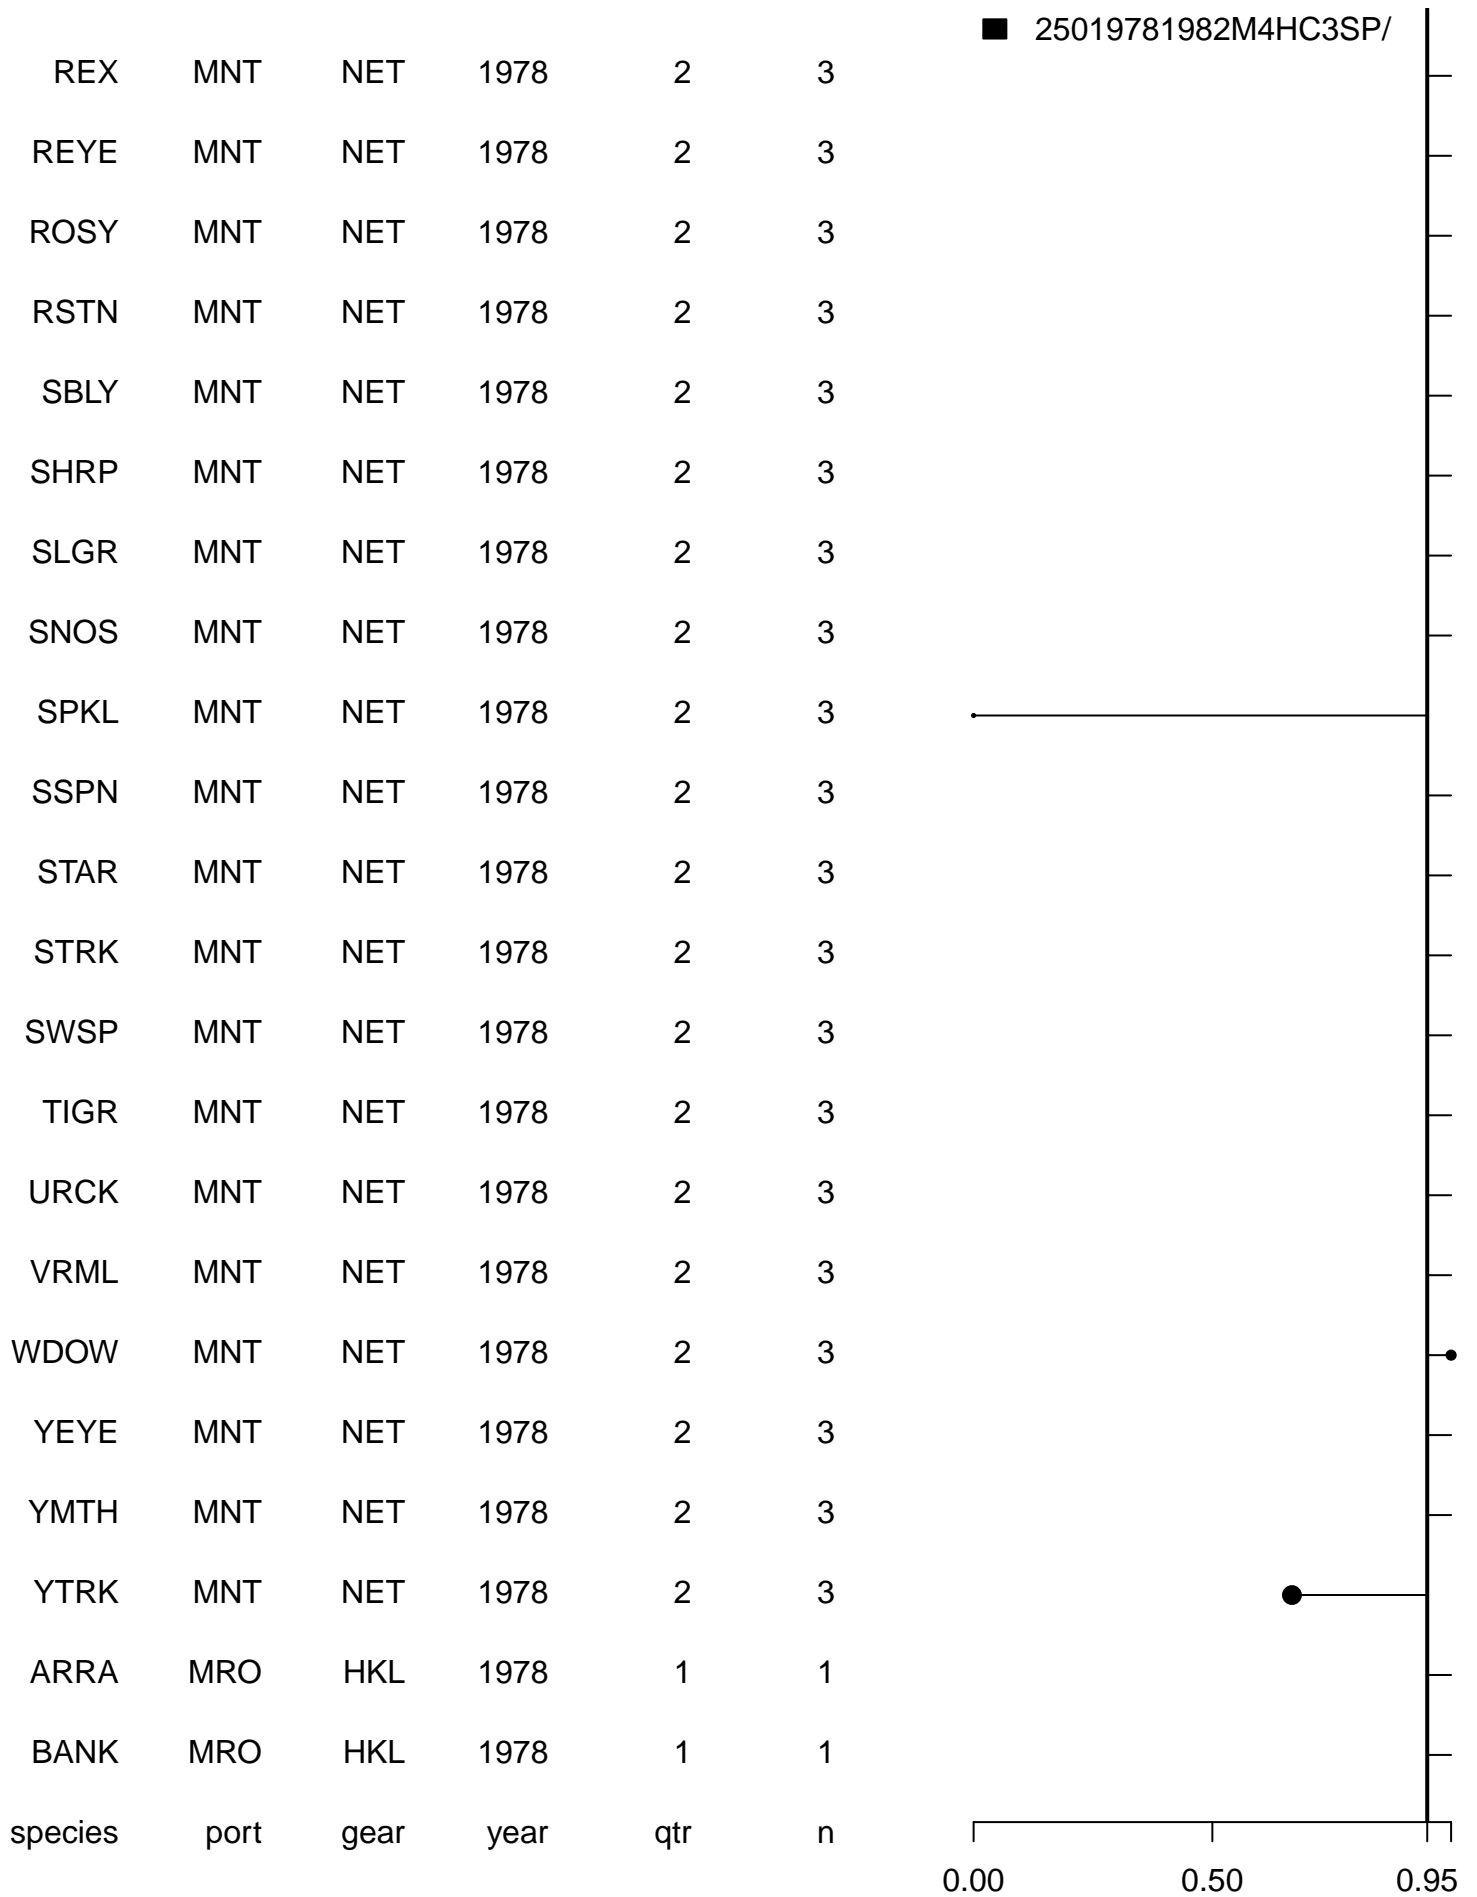 25019781982M4HC3SP/
REX MNT NET 1978 2 3
REYE MNT NET 1978 2 3
ROSY MNT NET 1978 2 3
RSTN MNT NET 1978 2 3
SBLY MNT NET 1978 2 3
SHRP MNT NET 1978 2 3
SLGR MNT NET 1978 2 3
SNOS MNT NET 1978 2 3
SPKL MNT NET 1978 2 3
SSPN MNT NET 1978 2 3
STAR MNT NET 1978 2 3
STRK MNT NET 1978 2 3
SWSP MNT NET 1978 2 3
TIGR MNT NET 1978 2 3
URCK MNT NET 1978 2 3
VRML MNT NET 1978 2 3
WDOW MNT NET 1978 2 3
YEYE MNT NET 1978 2 3
YMTH MNT NET 1978 2 3
YTRK MNT NET 1978 2 3
ARRA MRO HKL 1978 1 1
BANK MRO HKL 1978 1 1
species port gear year qtr n
0.00 0.50 0.95